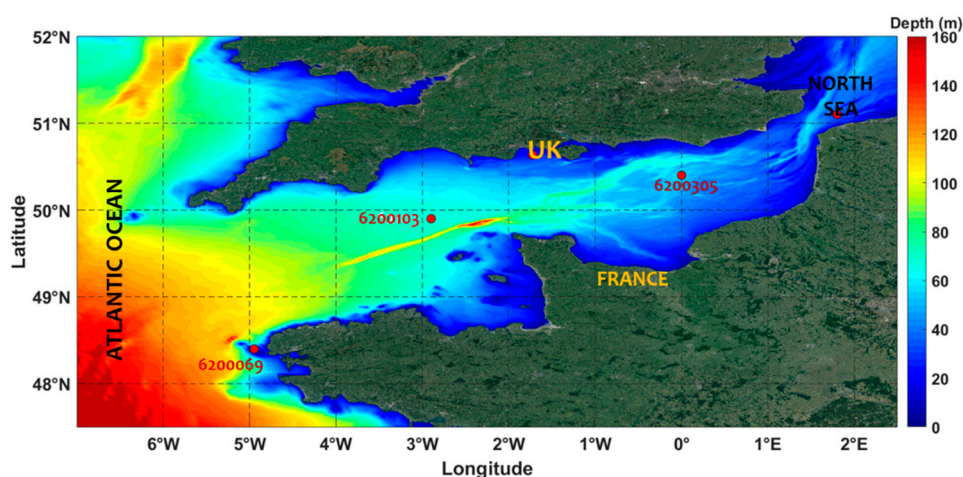 Depth (m)
52°N
160
140
NORTH
SEA
120
51°N
UK
100
ATLANTIC OCEAN
6200305
Latitude
50°N
6200103
80
FRANCE
60
49°N
40
6200069
48°N
20
0
6°W
5°W
4°W
3°W
2°W
1°W
0°
1°E
2°E
Longitude